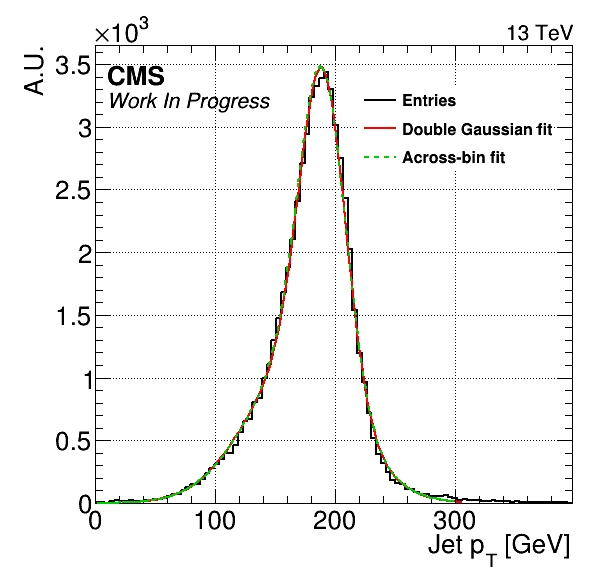 ×10³
13 TeV
A.U.
CMS
Work In Progress
Entries
Double Gaussian fit
Across-bin fit
3.5
3
2.5
2
1.5
1
0.5
0
0 100 200 300
Jet p_T [GeV]